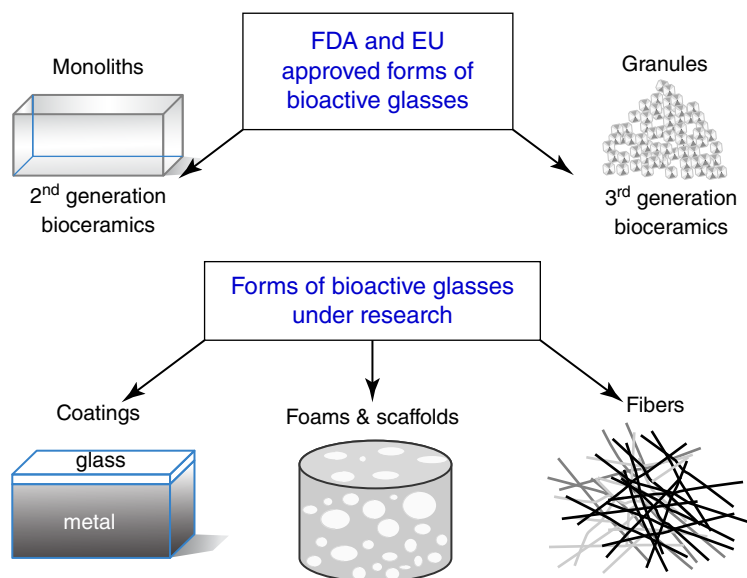 FDA and EU
approved forms of
bioactive glasses
Monoliths
2nd generation
bioceramics
Granules
3rd generation
bioceramics
Forms of bioactive glasses
under research
Coatings
glass
metal
Foams & scaffolds
Fibers